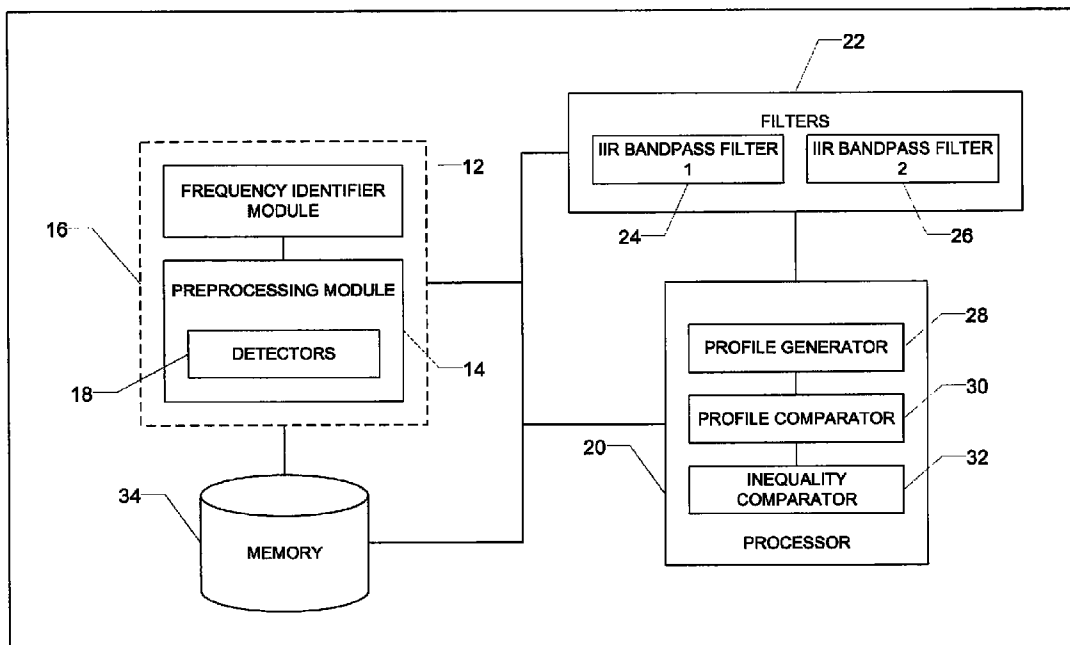 22
FILTERS
IIR BANDPASS FILTER
1
IIR BANDPASS FILTER
2
24
26
12
FREQUENCY IDENTIFIER
MODULE
16
PREPROCESSING MODULE
DETECTORS
18
14
28
PROFILE GENERATOR
30
PROFILE COMPARATOR
20
32
INEQUALITY
COMPARATOR
PROCESSOR
34
MEMORY